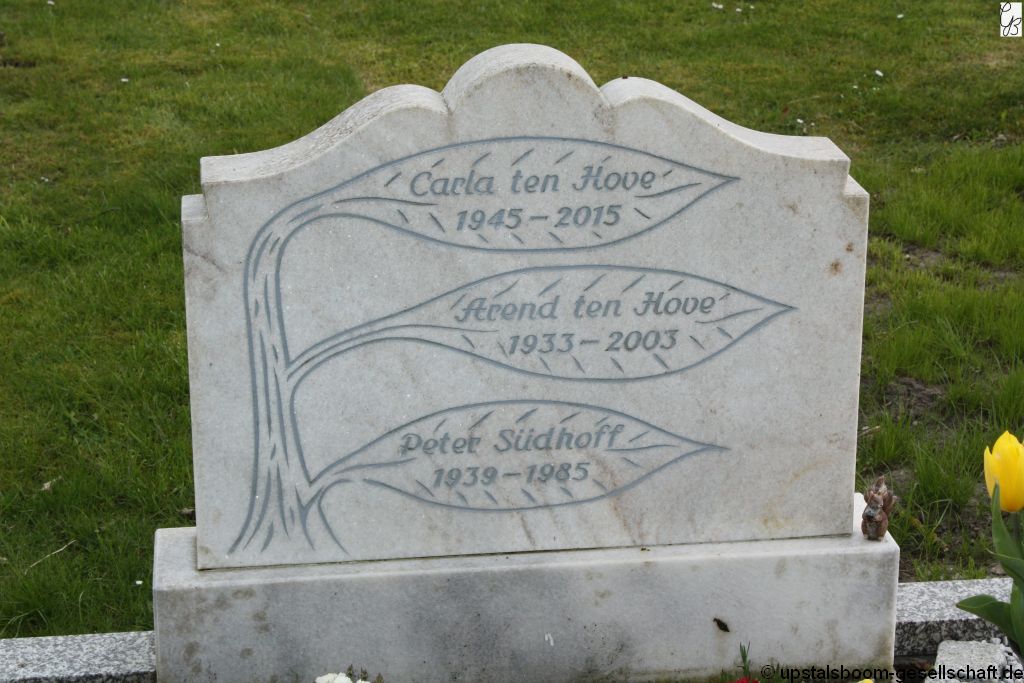 Carla ten Hove
1945 – 2015
Arend ten Hove
1933 – 2003
Peter Südhoff
1939 – 1985
© upstalsboom-gesellschaft.de